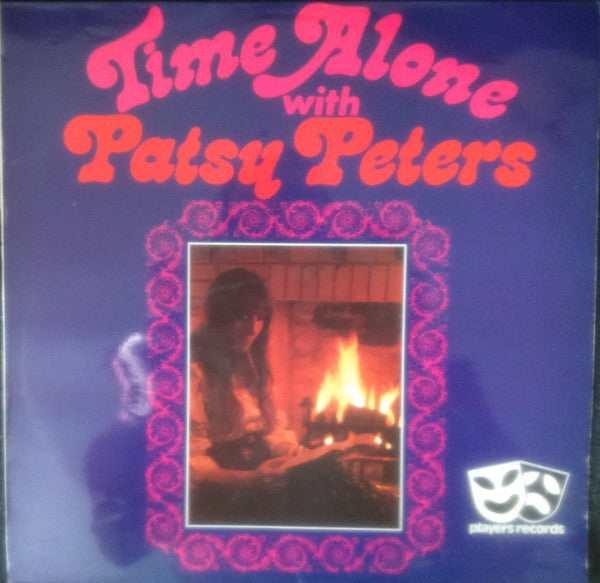 Time Alone
with
Patsy Peters
players records